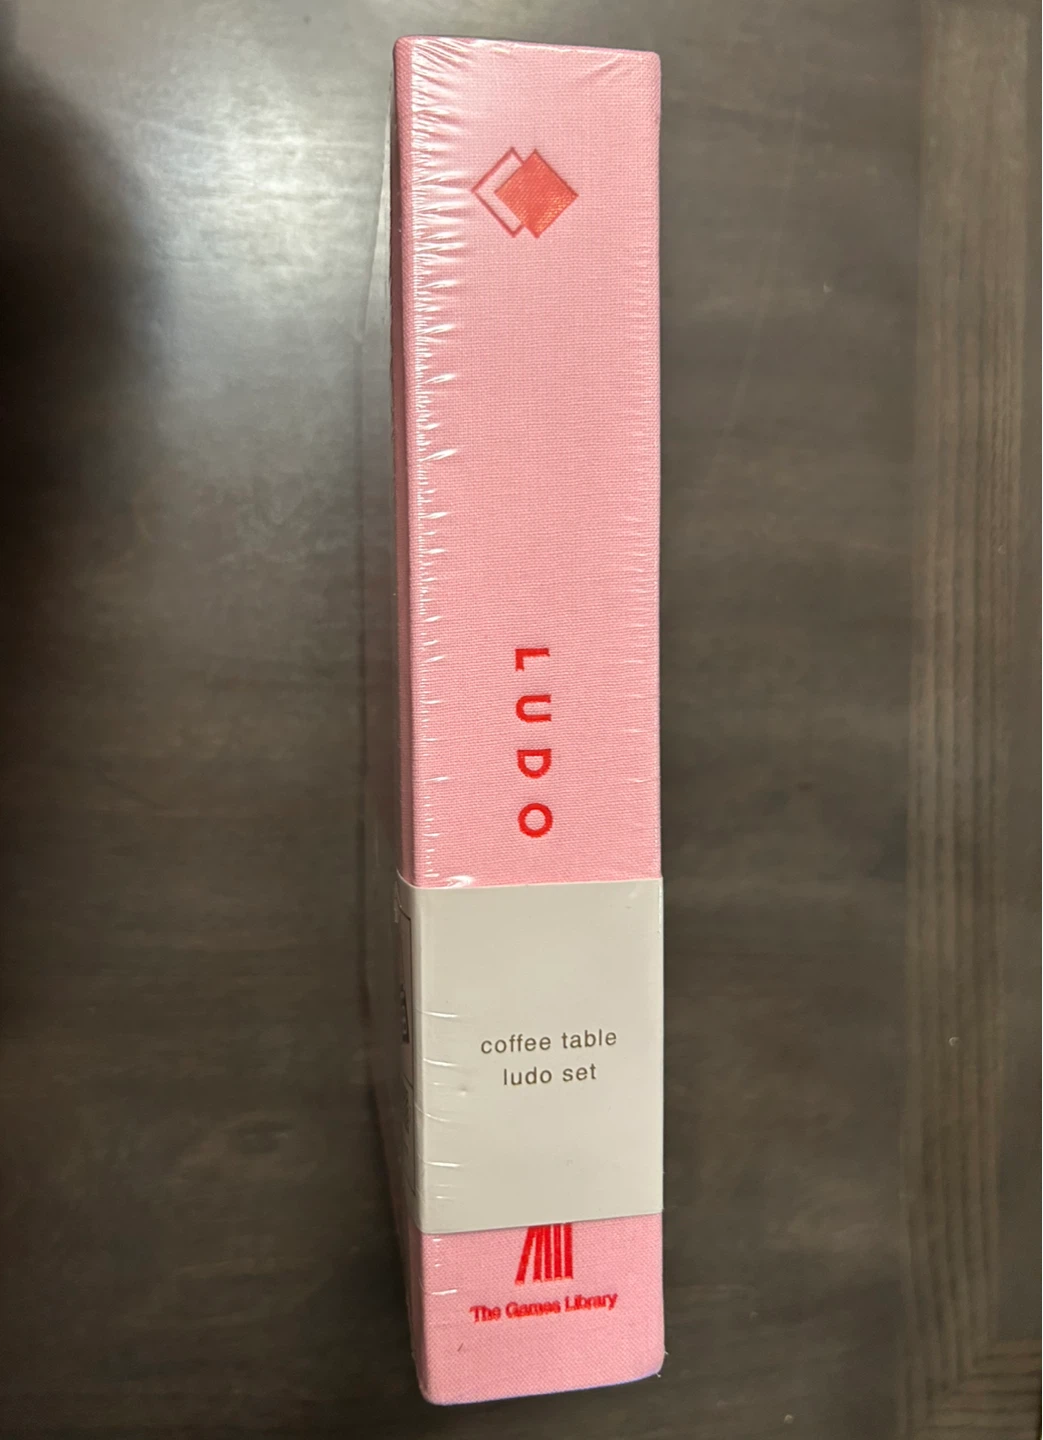 LUDO
coffee table
ludo set
The Games Library